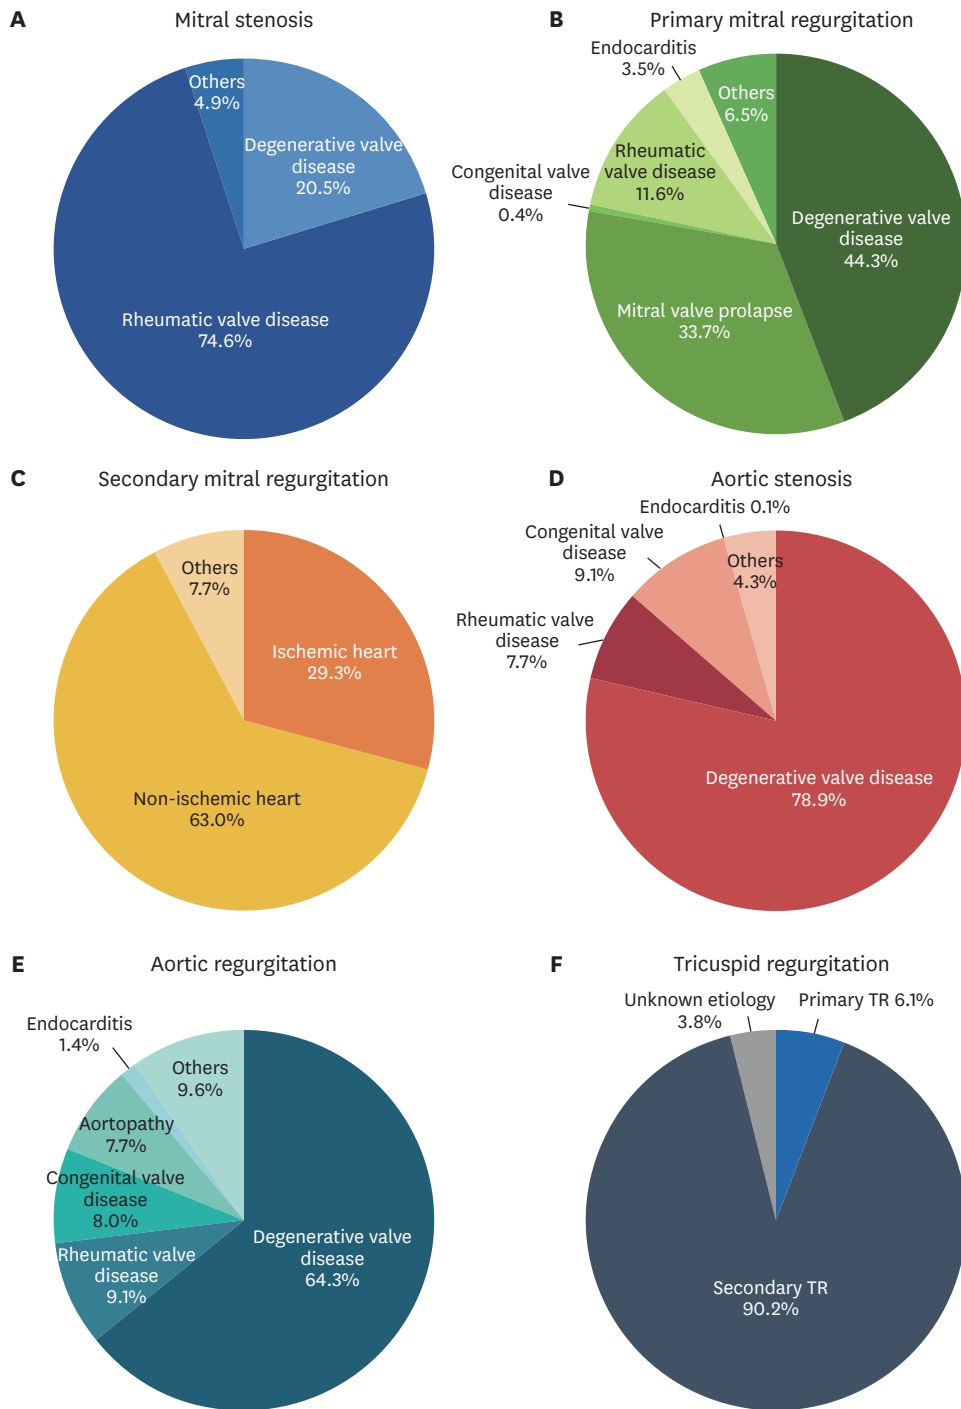 A
Mitral stenosis
Others
4.9%
Degenerative valve
disease
20.5%
Rheumatic valve disease
74.6%
B
Primary mitral regurgitation
Endocarditis
3.5%
Others
6.5%
Rheumatic
valve disease
11.6%
Congenital valve
disease
0.4%
Degenerative valve
disease
44.3%
Mitral valve prolapse
33.7%
C
Secondary mitral regurgitation
Others
7.7%
Ischemic heart
29.3%
Non-ischemic heart
63.0%
D
Aortic stenosis
Endocarditis 0.1%
Congenital valve
disease
9.1%
Others
4.3%
Rheumatic valve
disease
7.7%
Degenerative valve disease
78.9%
E
Aortic regurgitation
Endocarditis
1.4%
Others
9.6%
Aortopathy
7.7%
Congenital valve
disease
8.0%
Rheumatic valve
disease
9.1%
Degenerative valve
disease
64.3%
F
Tricuspid regurgitation
Unknown etiology
3.8%
Primary TR 6.1%
Secondary TR
90.2%